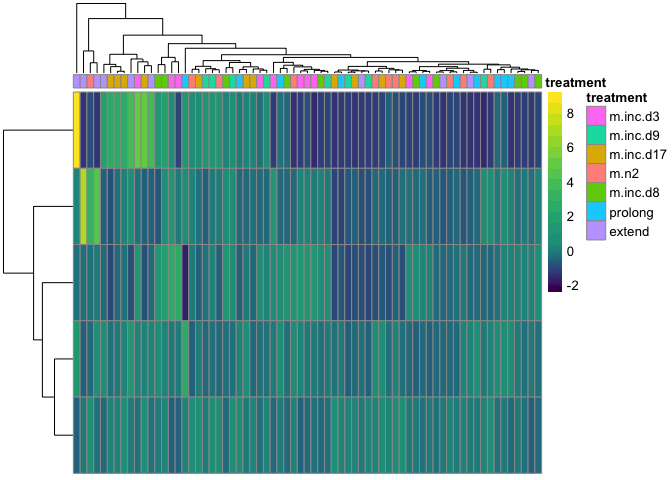 treatment
8
6
4
2
0
-2
treatment
m.inc.d3
m.inc.d9
m.inc.d17
m.n2
m.inc.d8
prolong
extend